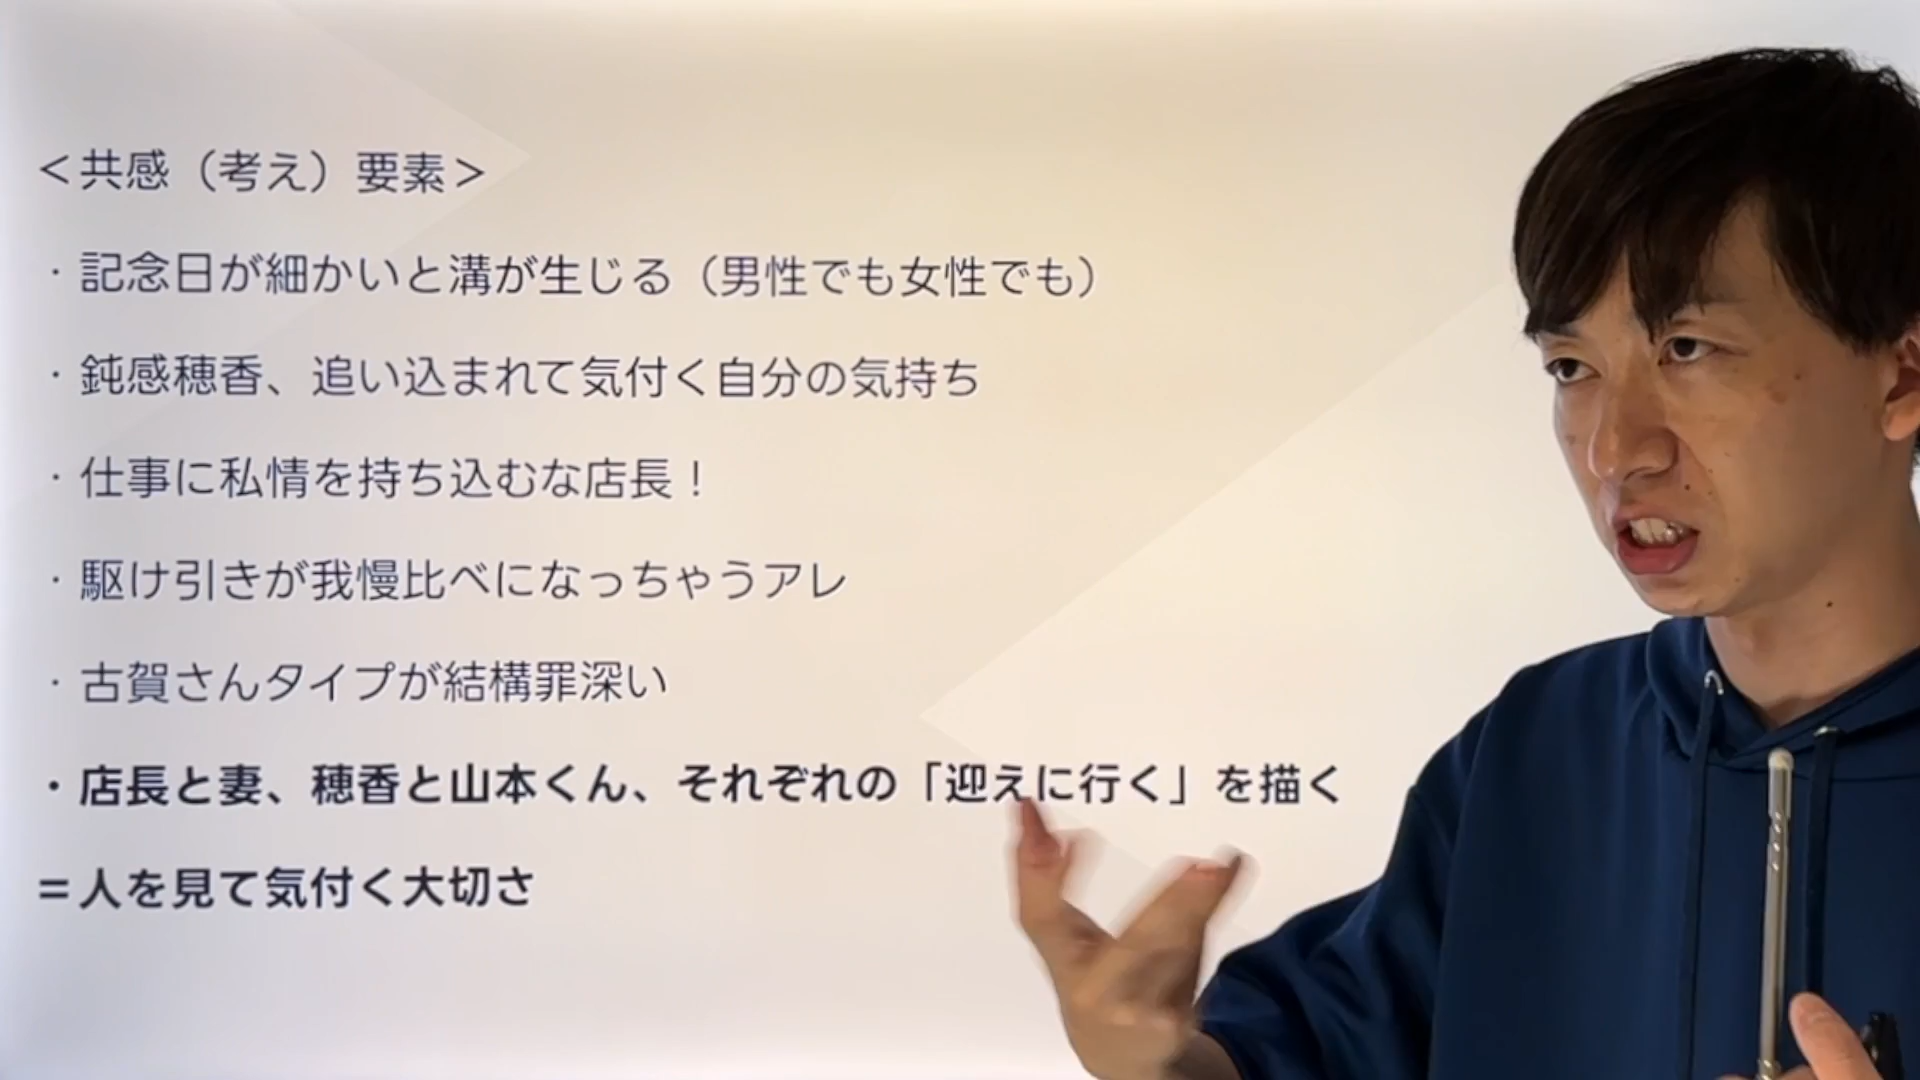 ＜共感（考え）要素＞
・記念日が細かいと溝が生じる（男性でも女性でも）
・鈍感穂香、追い込まれて気付く自分の気持ち
・仕事に私情を持ち込むな店長！
・駆け引きが我慢比べになっちゃうアレ
・古賀さんタイプが結構罪深い
・店長と妻、穂香と山本くん、それぞれの「迎えに行く」を描く
＝人を見て気付く大切さ